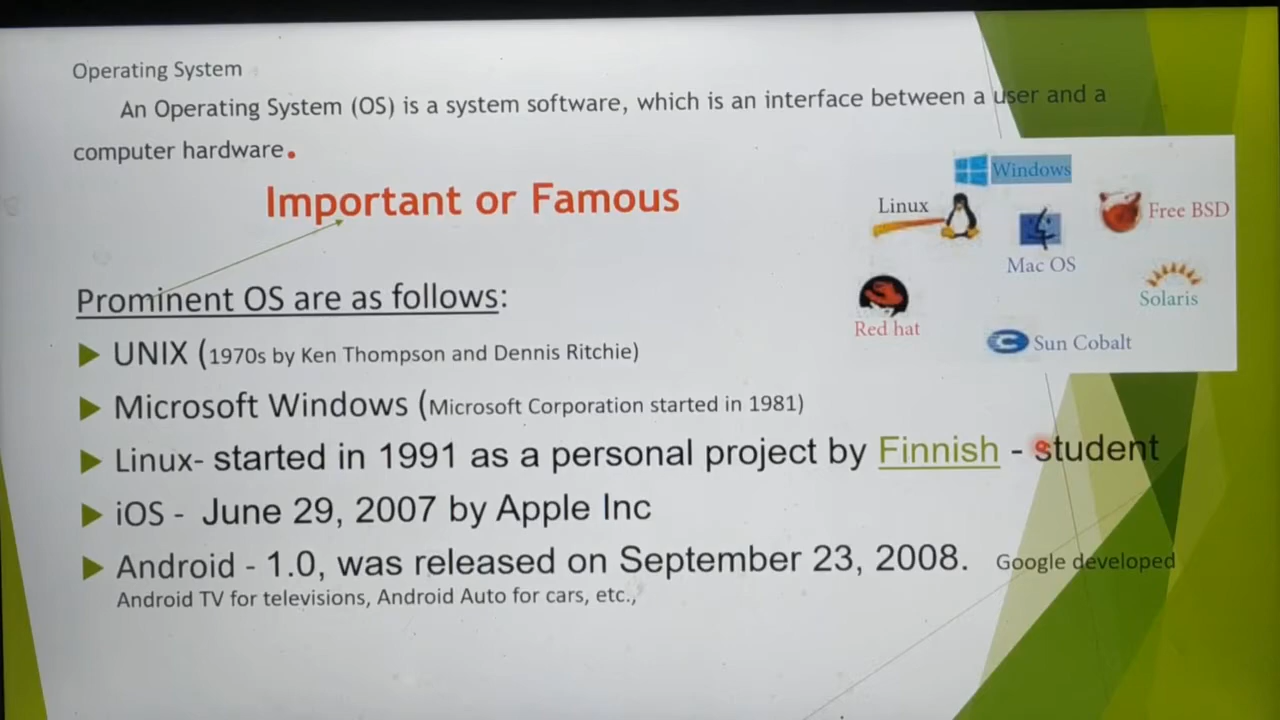 Operating System
An Operating System (OS) is a system software, which is an interface between a user and a
computer hardware.
Important or Famous
Windows
Linux
Free BSD
Mac OS
Solaris
Red hat
Sun Cobalt
Prominent OS are as follows:
UNIX (1970s by Ken Thompson and Dennis Ritchie)
Microsoft Windows (Microsoft Corporation started in 1981)
Linux- started in 1991 as a personal project by Finnish - student
iOS - June 29, 2007 by Apple Inc
Android - 1.0, was released on September 23, 2008. Google developed
Android TV for televisions, Android Auto for cars, etc.,